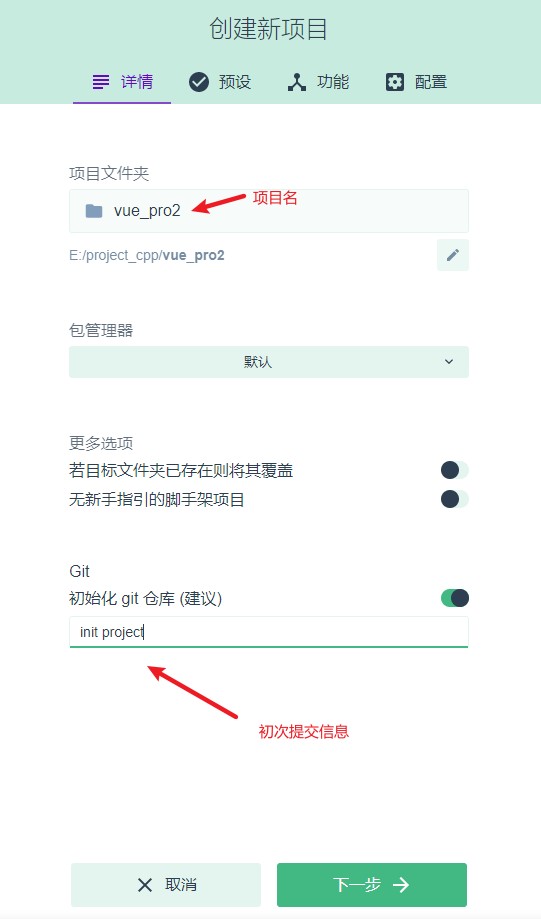 创建新项目
详情 预设 功能 配置
项目文件夹
vue_pro2 项目名
E:/project_cpp/vue_pro2
包管理器
默认
更多选项
若目标文件夹已存在则将其覆盖
无新手指引的脚手架项目
Git
初始化 git 仓库 (建议)
init project
初次提交信息
取消 下一步